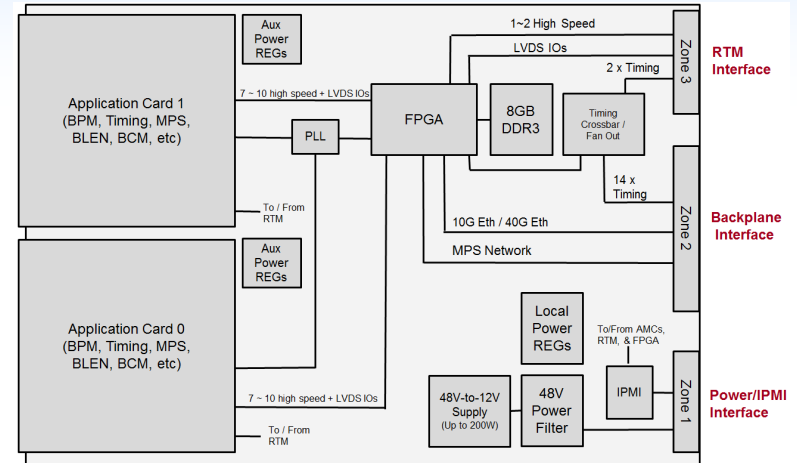 Aux
Power
REGs
1~2 High Speed
LVDS IOs
2 x Timing
Zone 3
RTM
Interface
7 ~ 10 high speed + LVDS IOs
Application Card 1
(BPM, Timing, MPS,
BLEN, BCM, etc)
FPGA
8GB
DDR3
Timing
Crossbar /
Fan Out
PLL
14 x
Timing
To / From
RTM
10G Eth / 40G Eth
MPS Network
Zone 2
Backplane
Interface
Aux
Power
REGs
Application Card 0
(BPM, Timing, MPS,
BLEN, BCM, etc)
Local
Power
REGs
To/From AMCs,
RTM, & FPGA
7 ~ 10 high speed + LVDS IOs
48V-to-12V
Supply
(Up to 200W)
48V
Power
Filter
IPMI
Zone 1
Power/IPMI
Interface
To / From
RTM